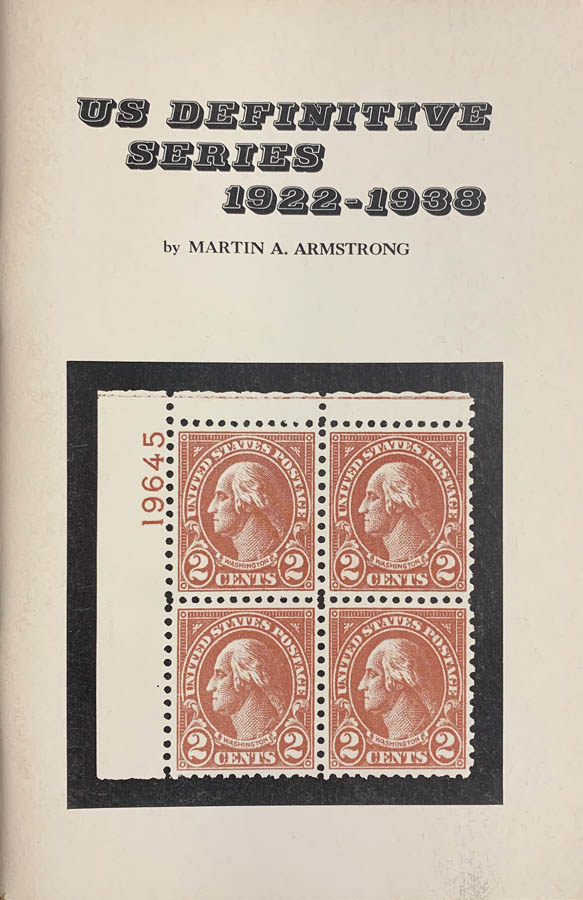 US DEFINITIVE
SERIES
1922-1938
by MARTIN A. ARMSTRONG
19645
UNITED STATES POSTAGE
WASHINGTON
2 CENTS 2
UNITED STATES POSTAGE
WASHINGTON
2 CENTS 2
UNITED STATES POSTAGE
WASHINGTON
2 CENTS 2
UNITED STATES POSTAGE
WASHINGTON
2 CENTS 2